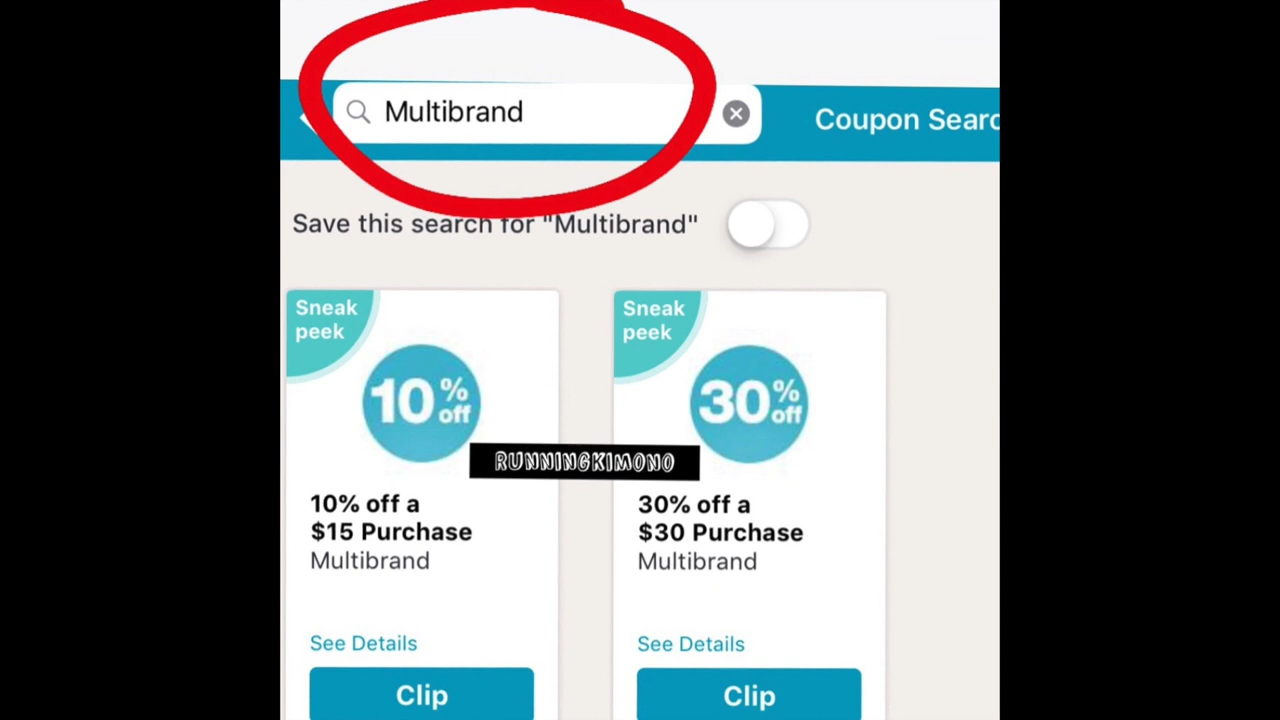 Multibrand
Coupon Searc
Save this search for "Multibrand"
Sneak
peek
10% off
10% off a
$15 Purchase
Multibrand
See Details
Clip
Sneak
peek
30% off
30% off a
$30 Purchase
Multibrand
See Details
Clip
RUNNINGKIMONO